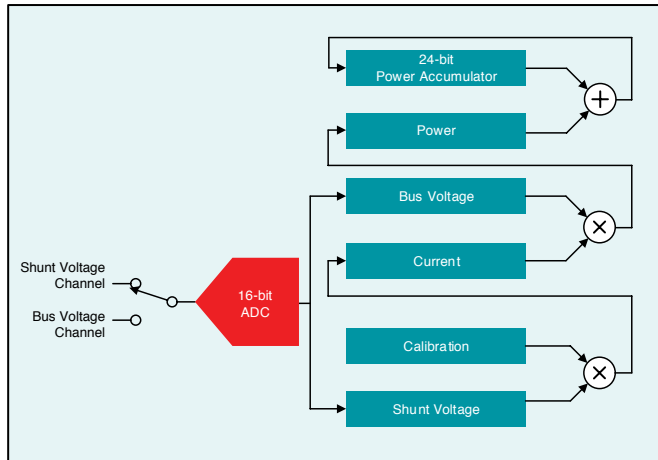 24-bit
Power Accumulator
+
Power
Bus Voltage
×
Current
Shunt Voltage
Channel
16-bit
ADC
Bus Voltage
Channel
Calibration
×
Shunt Voltage